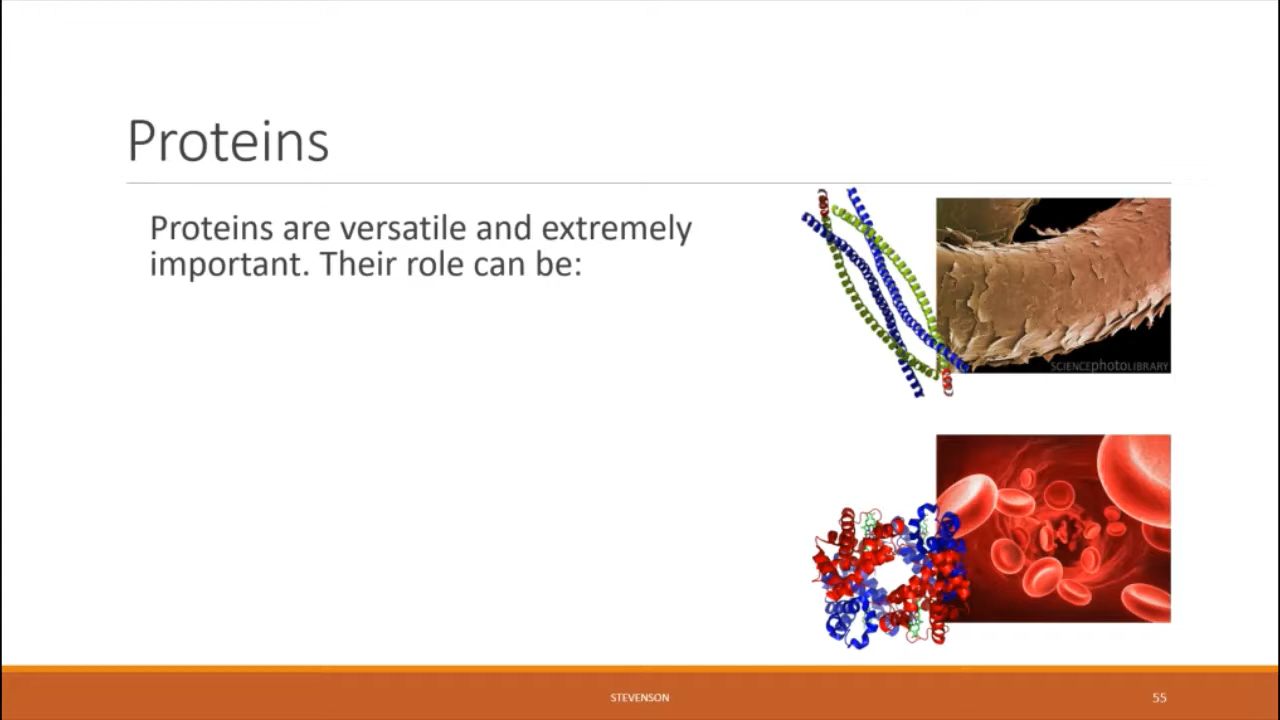 Proteins
Proteins are versatile and extremely
important. Their role can be:
SCIENCEphotoLIBRARY
STEVENSON
55